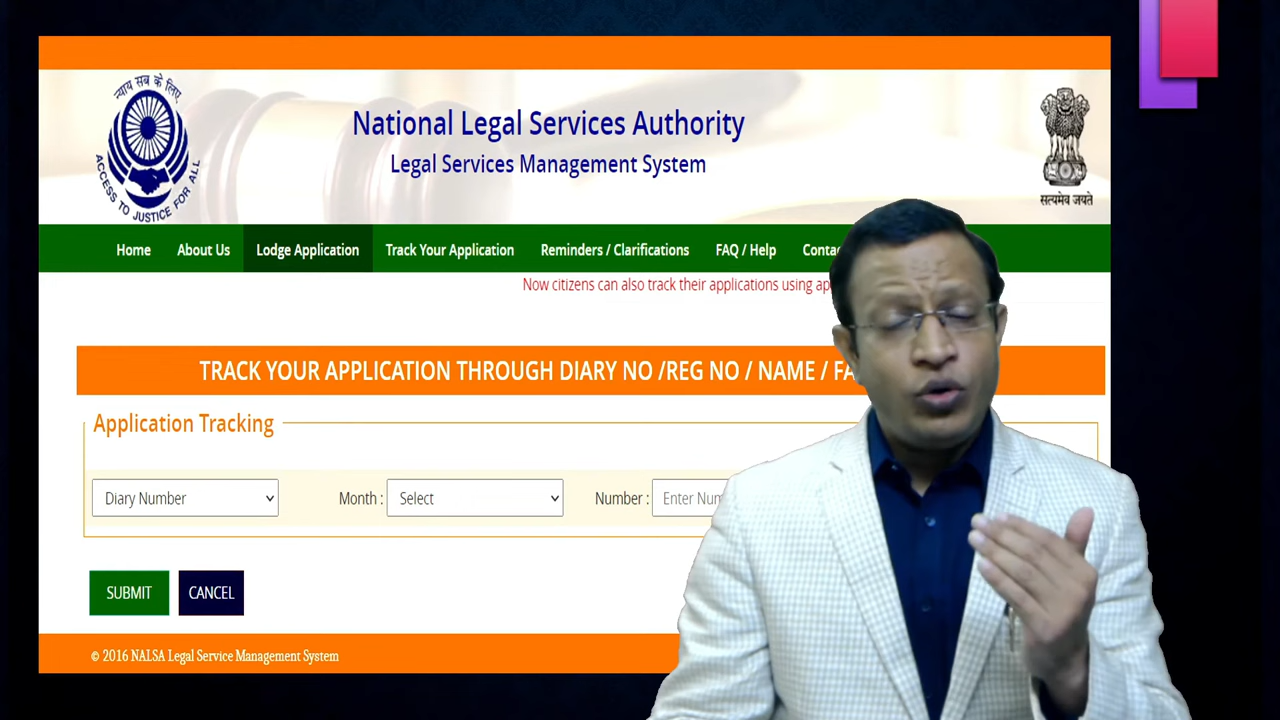 न्याय सब के लिए
ACCESS TO JUSTICE FOR ALL
National Legal Services Authority
Legal Services Management System
सत्यमेव जयते
Home About Us Lodge Application Track Your Application Reminders / Clarifications FAQ / Help
Now citizens can also track their applications using
TRACK YOUR APPLICATION THROUGH DIARY NO /REG NO / NAME /
Application Tracking
Diary Number Month : Select Number : Enter
SUBMIT CANCEL
© 2016 NALSA Legal Service Management System